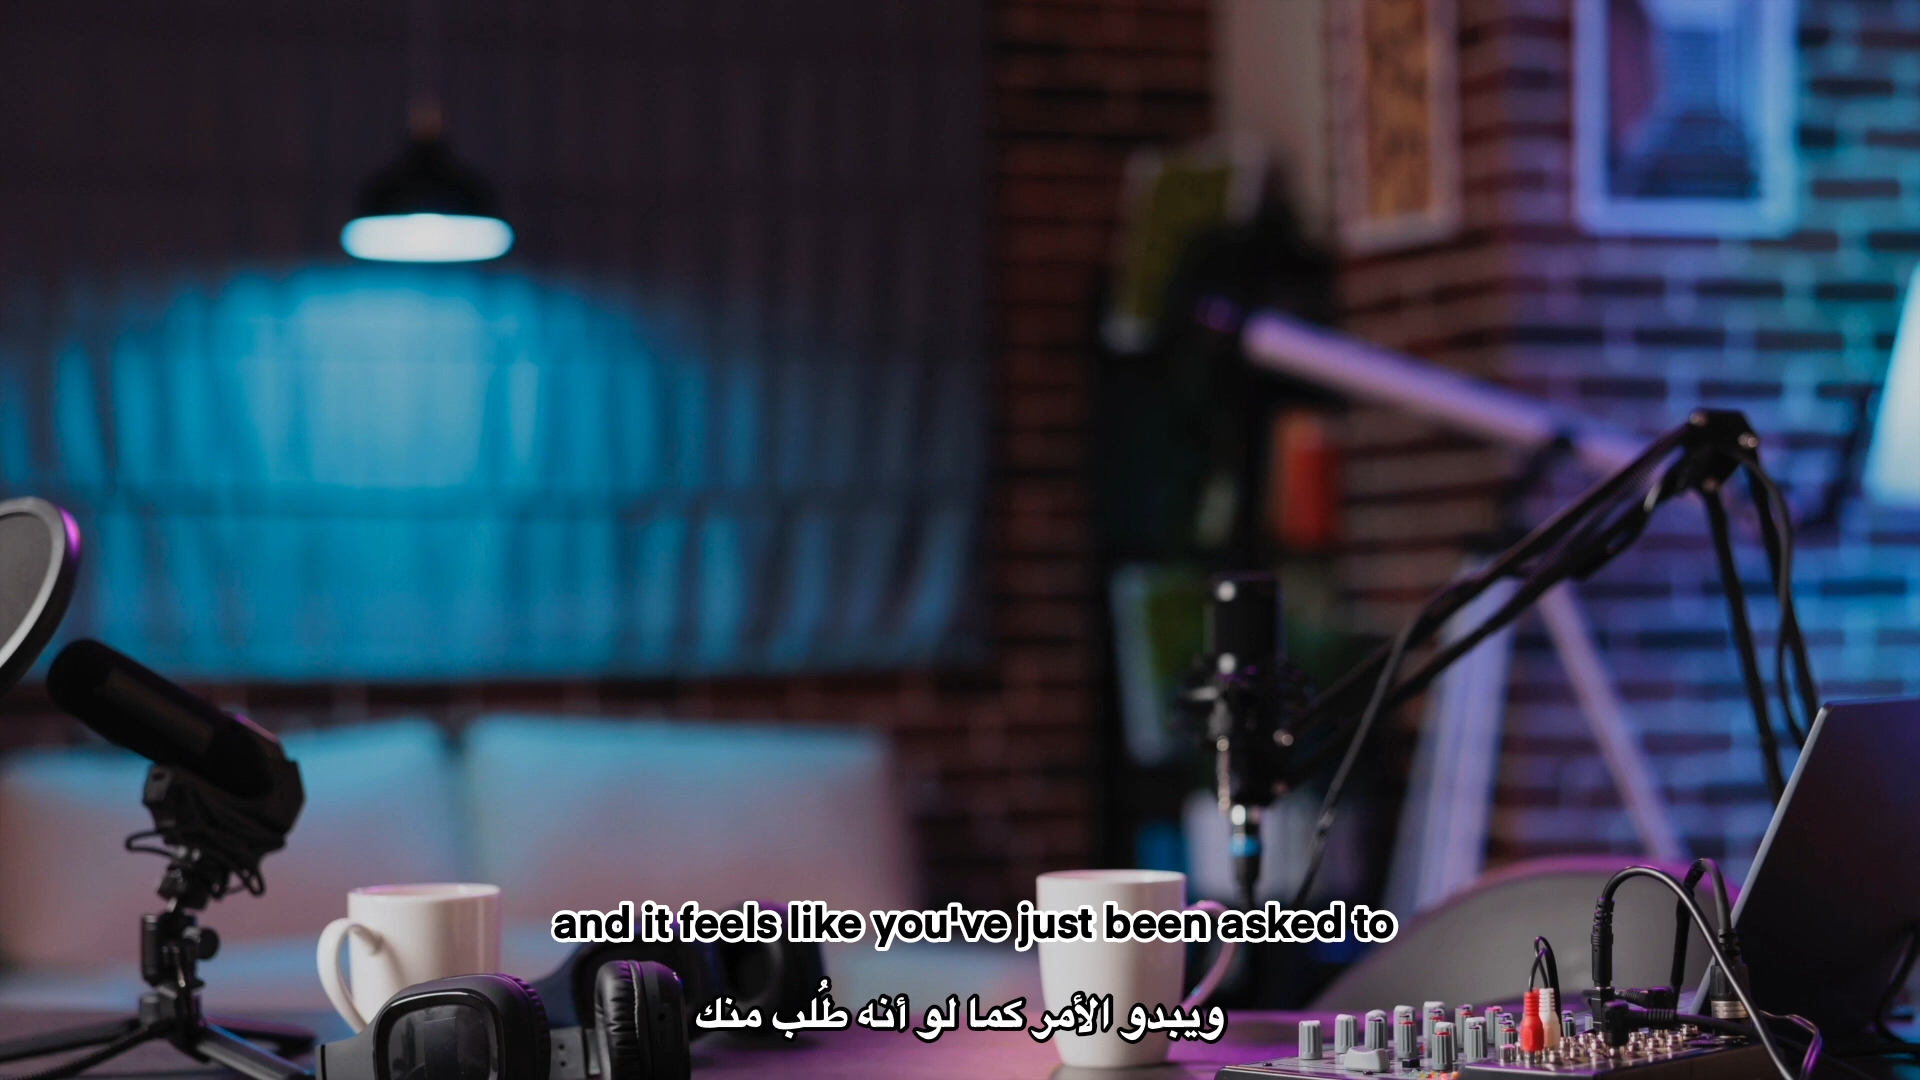 and it feels like you've just been asked to
ويبدو الأمر كما لو أنه طُلب منك